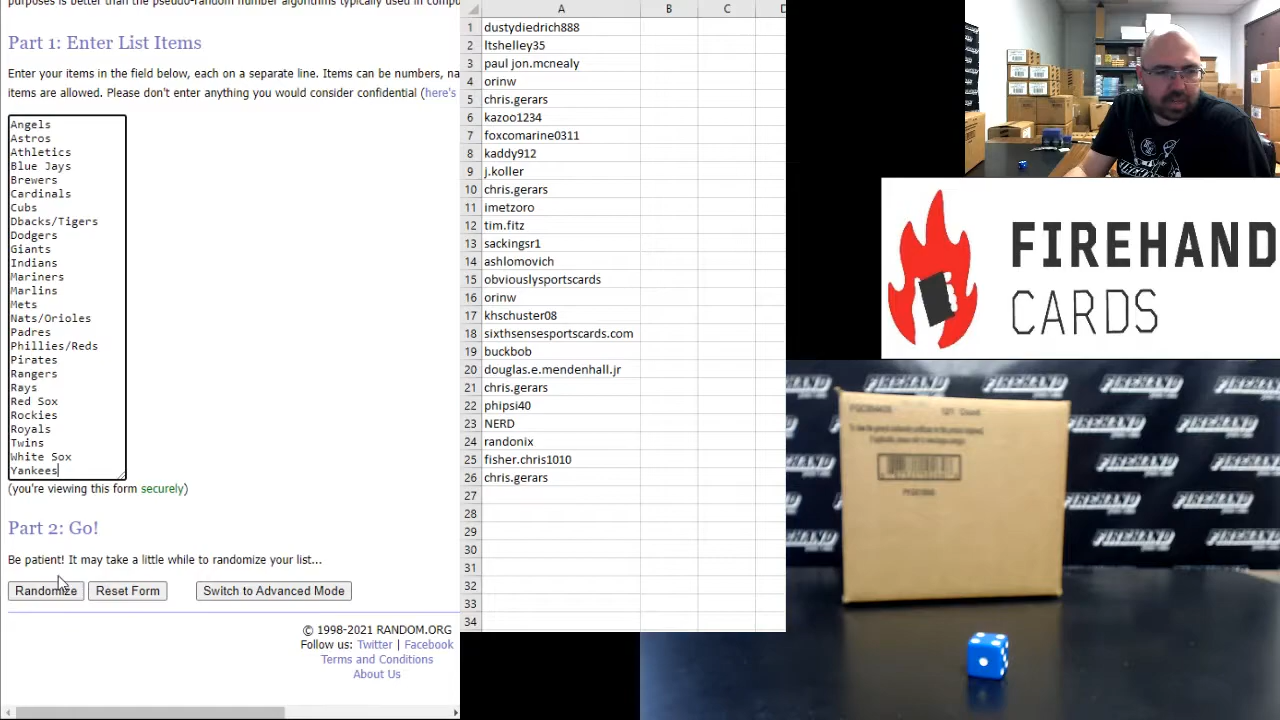 purposes is better than the pseudo-random number algorithms typically used in compu
Part 1: Enter List Items
Enter your items in the field below, each on a separate line. Items can be numbers, na
items are allowed. Please don't enter anything you would consider confidential (here's
Angels
Astros
Athletics
Blue Jays
Brewers
Cardinals
Cubs
Dbacks/Tigers
Dodgers
Giants
Indians
Mariners
Marlins
Mets
Nats/Orioles
Padres
Phillies/Reds
Pirates
Rangers
Rays
Red Sox
Rockies
Royals
Twins
White Sox
Yankees
(you're viewing this form securely)
Part 2: Go!
Be patient! It may take a little while to randomize your list...
Randomize
Reset Form
Switch to Advanced Mode
© 1998-2021 RANDOM.ORG
Follow us: Twitter | Facebook
Terms and Conditions
About Us
A B C D
1 dustydiedrich888
2 ltshelley35
3 paul jon.mcnealy
4 orinw
5 chris.gerars
6 kazoo1234
7 foxcomarine0311
8 kaddy912
9 j.koller
10 chris.gerars
11 imetzoro
12 tim.fitz
13 sackingsr1
14 ashlomovich
15 obviouslysportscards
16 orinw
17 khschuster08
18 sixthsensesportscards.com
19 buckbob
20 douglas.e.mendenhall.jr
21 chris.gerars
22 phipsi40
23 NERD
24 randonix
25 fisher.chris1010
26 chris.gerars
27
28
29
30
31
32
33
34
FIREHAND
CARDS
FIREHAND
FIREHAND
FIREHAND
FIREHAND